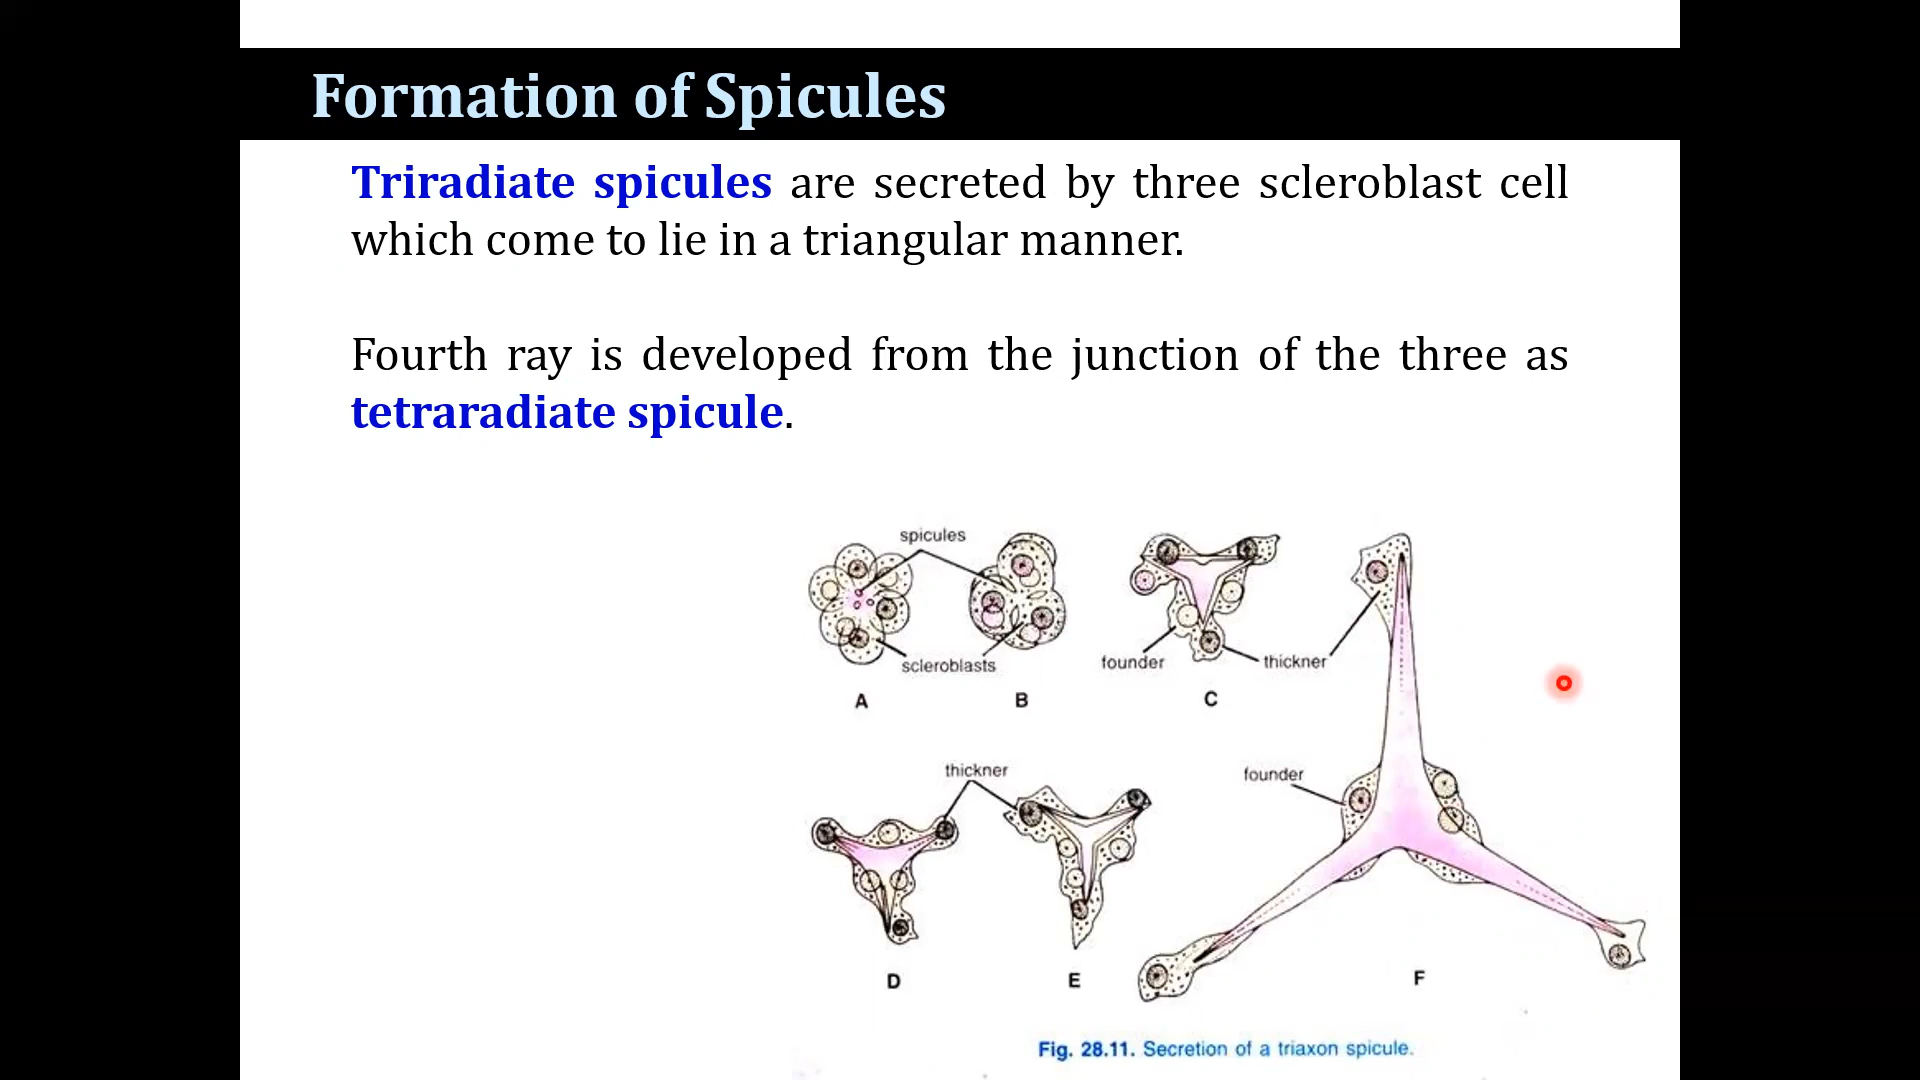 Formation of Spicules
Triradiate spicules are secreted by three scleroblast cell
which come to lie in a triangular manner.
Fourth ray is developed from the junction of the three as
tetraradiate spicule.
spicules
scleroblasts
founder
thickner
A
B
C
thickner
founder
D
E
F
Fig. 28.11. Secretion of a triaxon spicule.